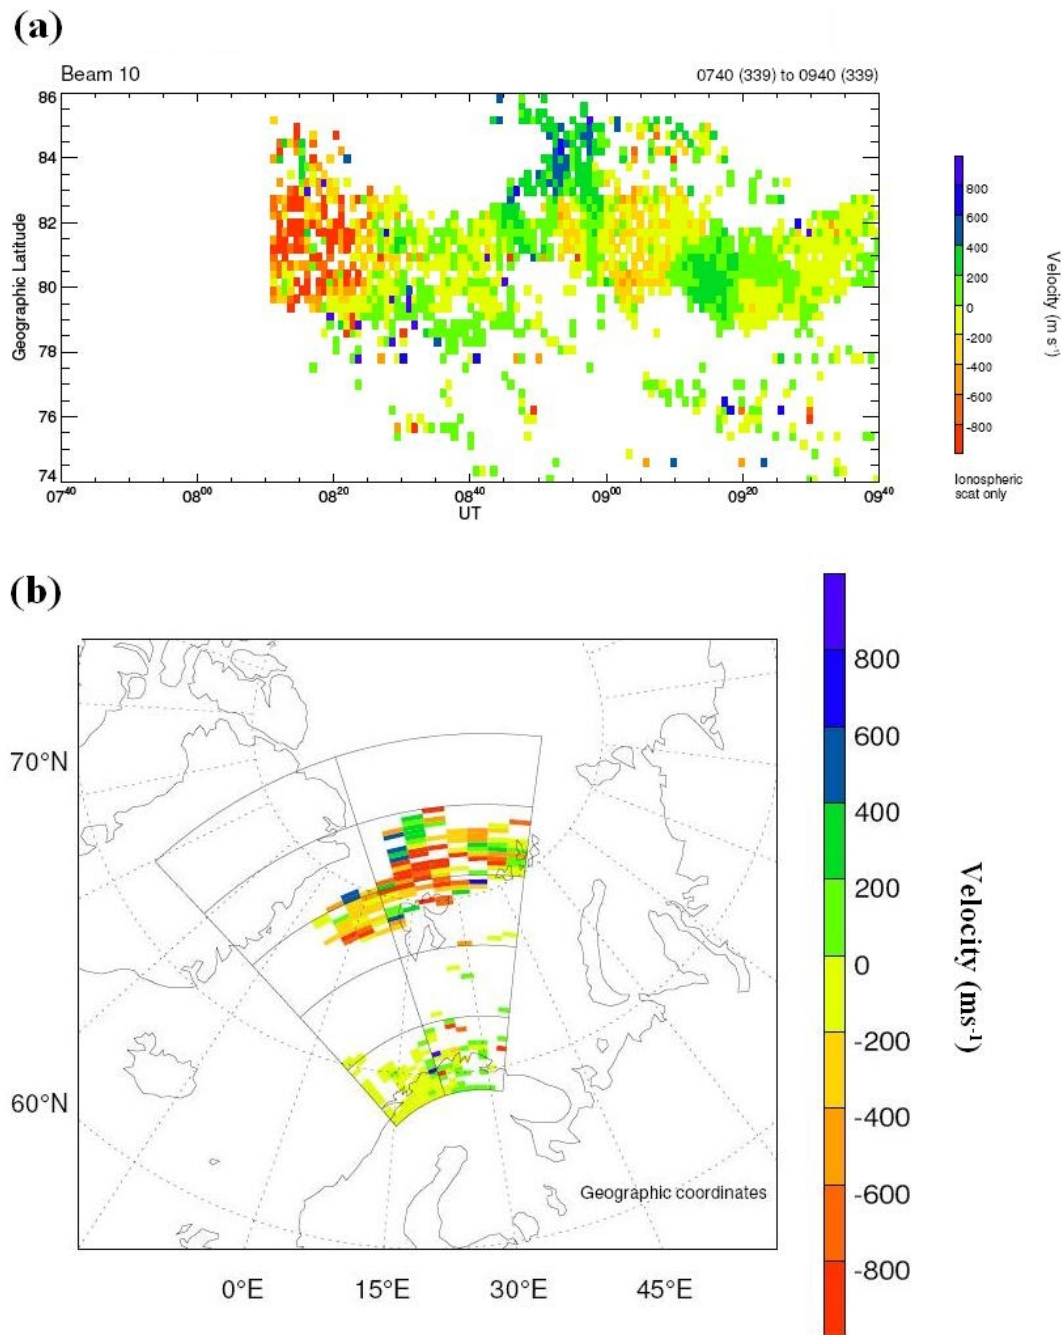 (a)
Beam 10
0740 (339) to 0940 (339)
86
84
82
80
78
76
74
Geographic Latitude
07⁴⁰
08⁰⁰
08²⁰
08⁴⁰
09⁰⁰
09²⁰
09⁴⁰
UT
800
600
400
200
0
-200
-400
-600
-800
Velocity (m s⁻¹)
Ionospheric
scat only
(b)
70°N
60°N
0°E
15°E
30°E
45°E
Geographic coordinates
800
600
400
200
0
-200
-400
-600
-800
Velocity (ms⁻¹)